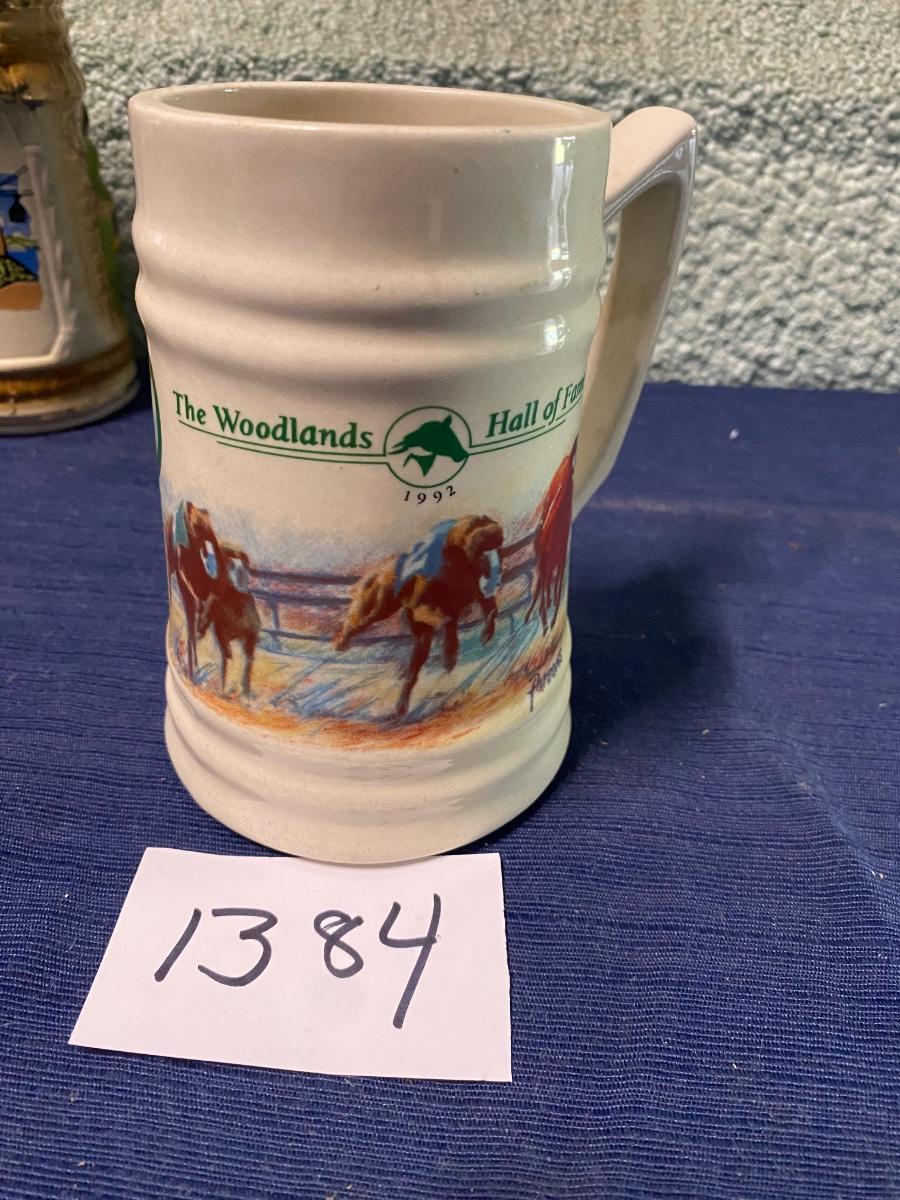 The Woodlands Hall of Fam
1992
Parsons
1384